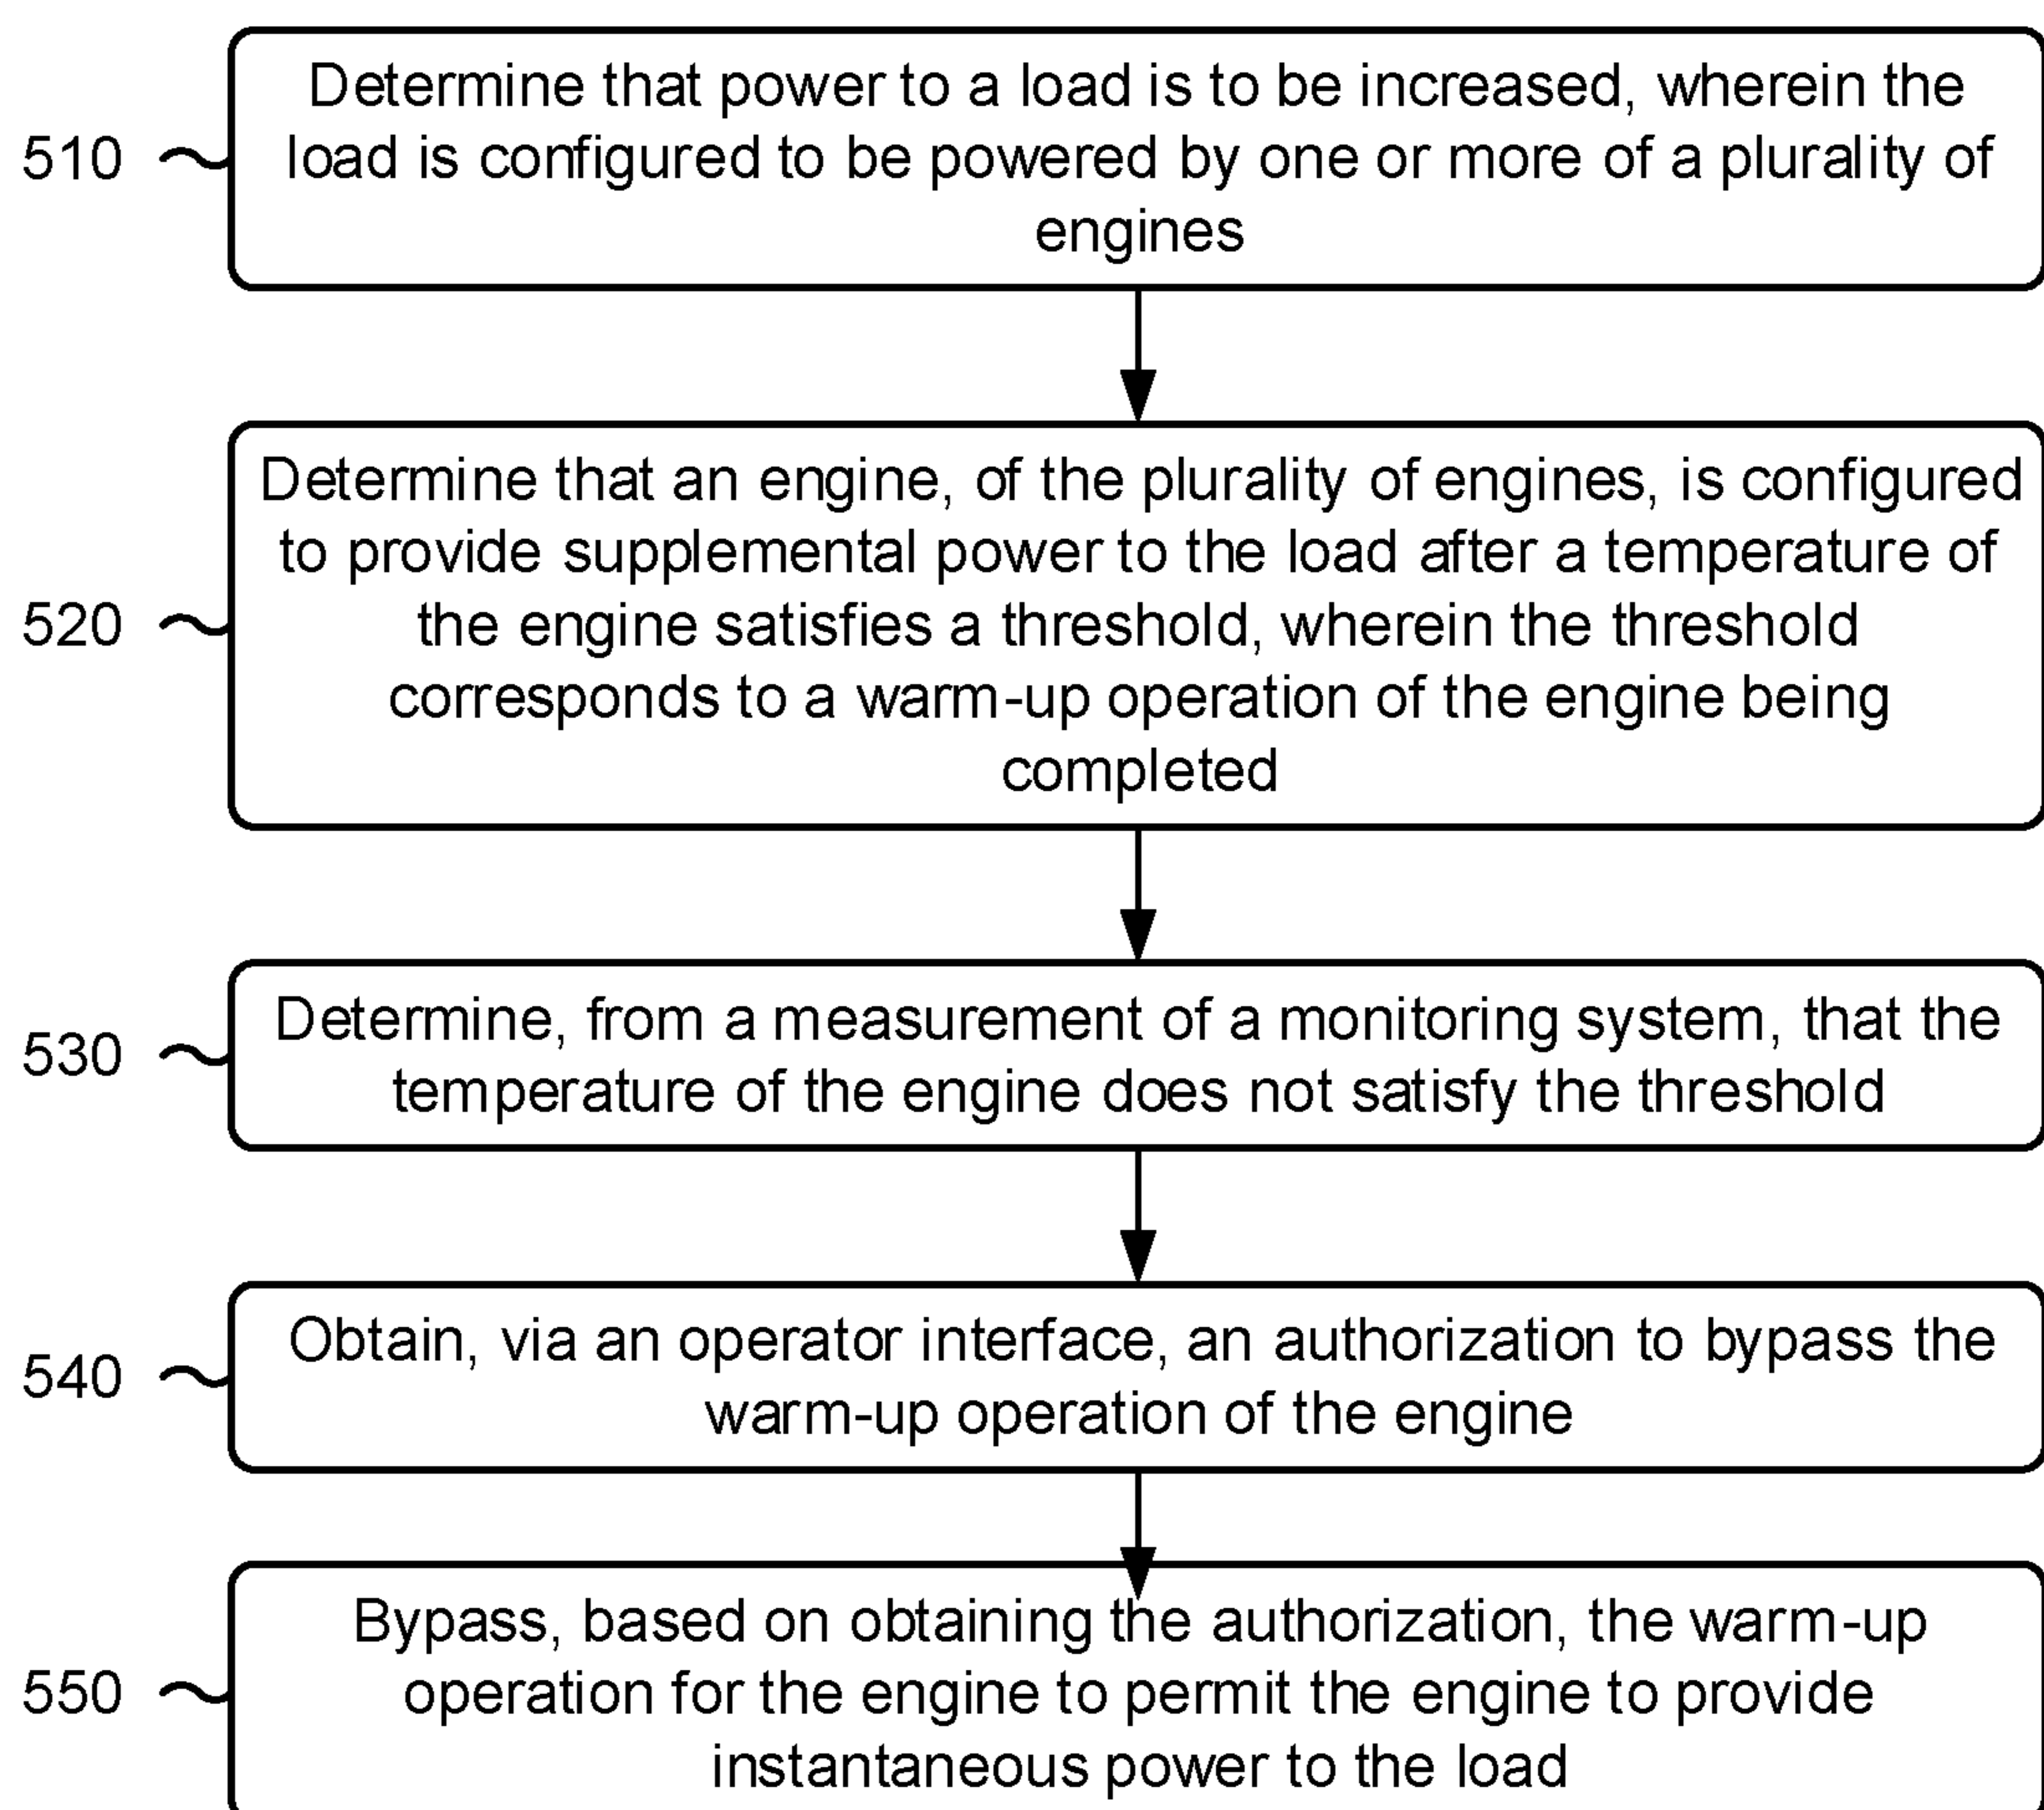 Determine that power to a load is to be increased, wherein the
load is configured to be powered by one or more of a plurality of
engines
510
Determine that an engine, of the plurality of engines, is configured
to provide supplemental power to the load after a temperature of
the engine satisfies a threshold, wherein the threshold
corresponds to a warm-up operation of the engine being
completed
520
Determine, from a measurement of a monitoring system, that the
temperature of the engine does not satisfy the threshold
530
Obtain, via an operator interface, an authorization to bypass the
warm-up operation of the engine
540
Bypass, based on obtaining the authorization, the warm-up
operation for the engine to permit the engine to provide
instantaneous power to the load
550